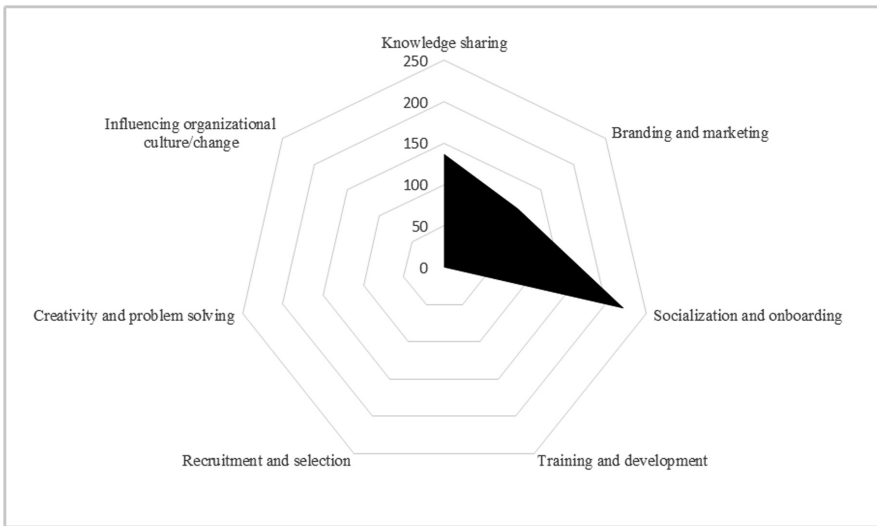 Knowledge sharing
250
200
150
100
50
0
Branding and marketing
Socialization and onboarding
Training and development
Recruitment and selection
Creativity and problem solving
Influencing organizational
culture/change